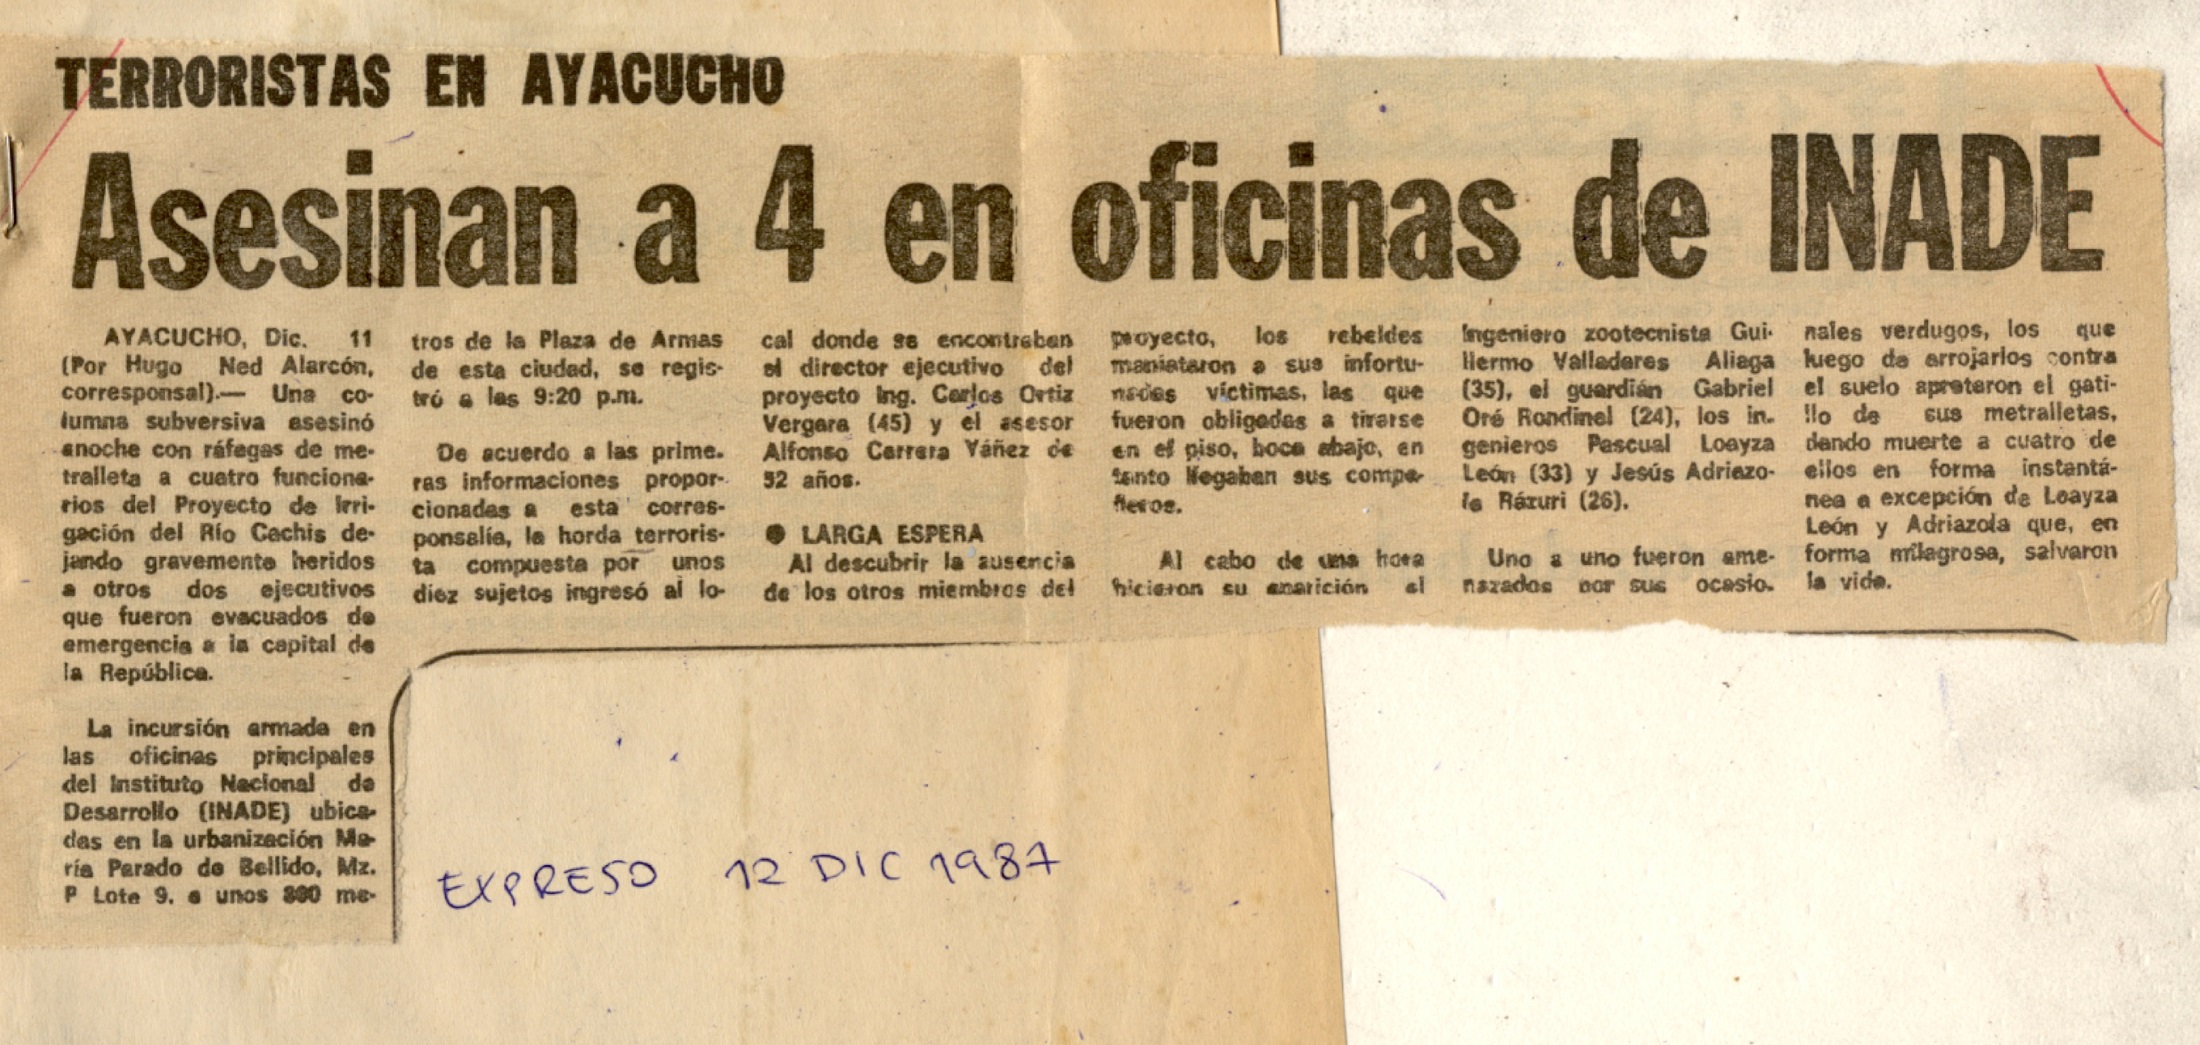 TERRORISTAS EN AYACUCHO
Asesinan a 4 en oficinas de INADE
AYACUCHO, Dic. 11
(Por Hugo Ned Alarcón,
corresponsal).— Una co-
lumna subversiva asesinó
anoche con ráfagas de me-
tralleta a cuatro funciona-
rios del Proyecto de Irri-
gación del Río Cachis de-
jando gravemente heridos
a otros dos ejecutivos
que fueron evacuados de
emergencia a la capital de
la República.
La incursión armada en
las oficinas principales
del Instituto Nacional de
Desarrollo (INADE) ubica-
das en la urbanización Ma-
ría Parado de Bellido, Mz.
P Lote 9. a unos me-
tros de la Plaza de Armas
de esta ciudad, se regis-
tró a las 9:20 p.m.
De acuerdo a las prime-
ras informaciones propor-
cionadas a esta corres-
ponsalía, la horda terroris-
ta compuesta por unos
diez sujetos ingresó al lo-
cal donde se encontraban
el director ejecutivo del
proyecto Ing. Carlos Ortiz
Vergara (45) y el asesor
Alfonso Carrera Yáñez de
52 años.
● LARGA ESPERA
Al descubrir la ausencia
de los otros miembros del
proyecto, los rebeldes
maniataron a sus infortu-
nadas víctimas, las que
fueron obligadas a tirarse
en el piso, boca abajo, en
tanto llegaban sus compa-
ñeros.
Al cabo de una hora
hicieron su aparición el
Ingeniero zootecnista Gui-
llermo Valladares Aliaga
(35), el guardián Gabriel
Oré Rondinel (24), los in-
genieros Pascual Loayza
León (33) y Jesús Adriazo-
la Rázuri (26).
Uno a uno fueron ame-
nazados por sus ocasio-
nales verdugos, los que
luego de arrojarlos contra
el suelo apretaron el gati-
llo de sus metralletas,
dando muerte a cuatro de
ellos en forma instantá-
nea a excepción de Loayza
León y Adriazola que, en
forma milagrosa, salvaron
la vida.
EXPRESO 12 DIC 1987